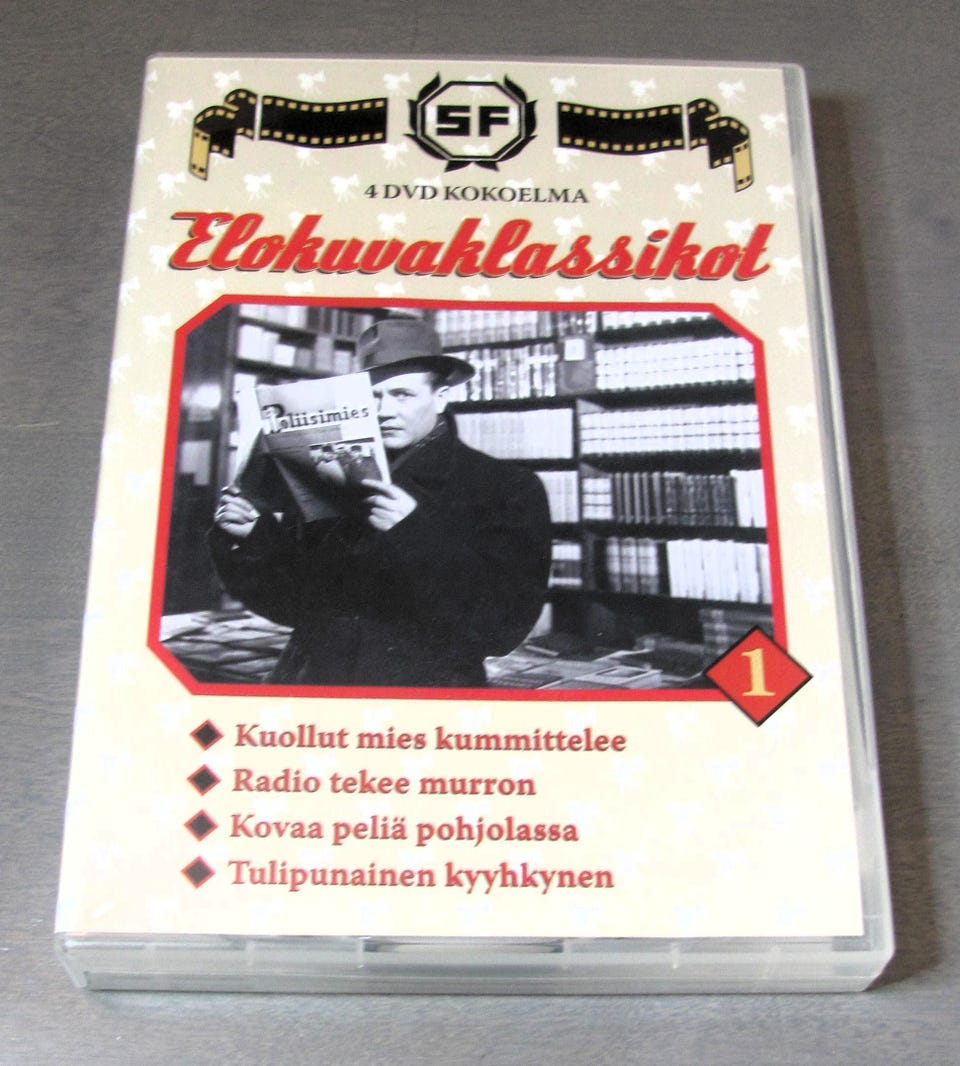 SF
4 DVD KOKOELMA
Elokuvaklassikot
Poliisimies
1
Kuollut mies kummittelee
Radio tekee murron
Kovaa peliä pohjolassa
Tulipunainen kyyhkynen